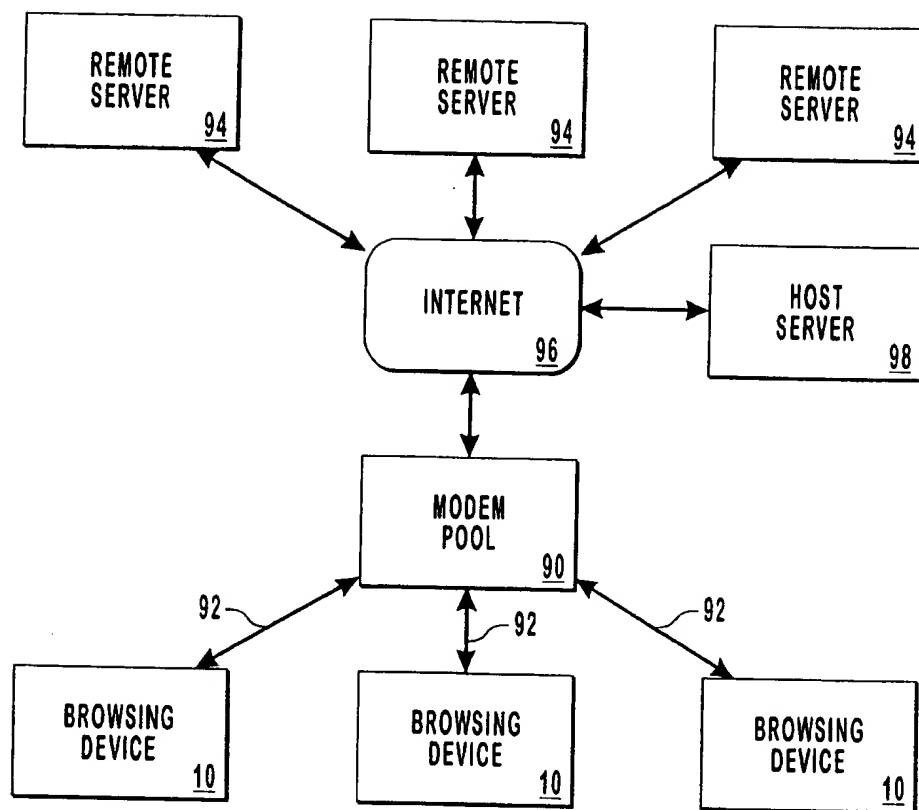 REMOTE
SERVER
94
REMOTE
SERVER
94
REMOTE
SERVER
94
INTERNET
96
HOST
SERVER
98
MODEM
POOL
90
92
92
92
BROWSING
DEVICE
10
BROWSING
DEVICE
10
BROWSING
DEVICE
10